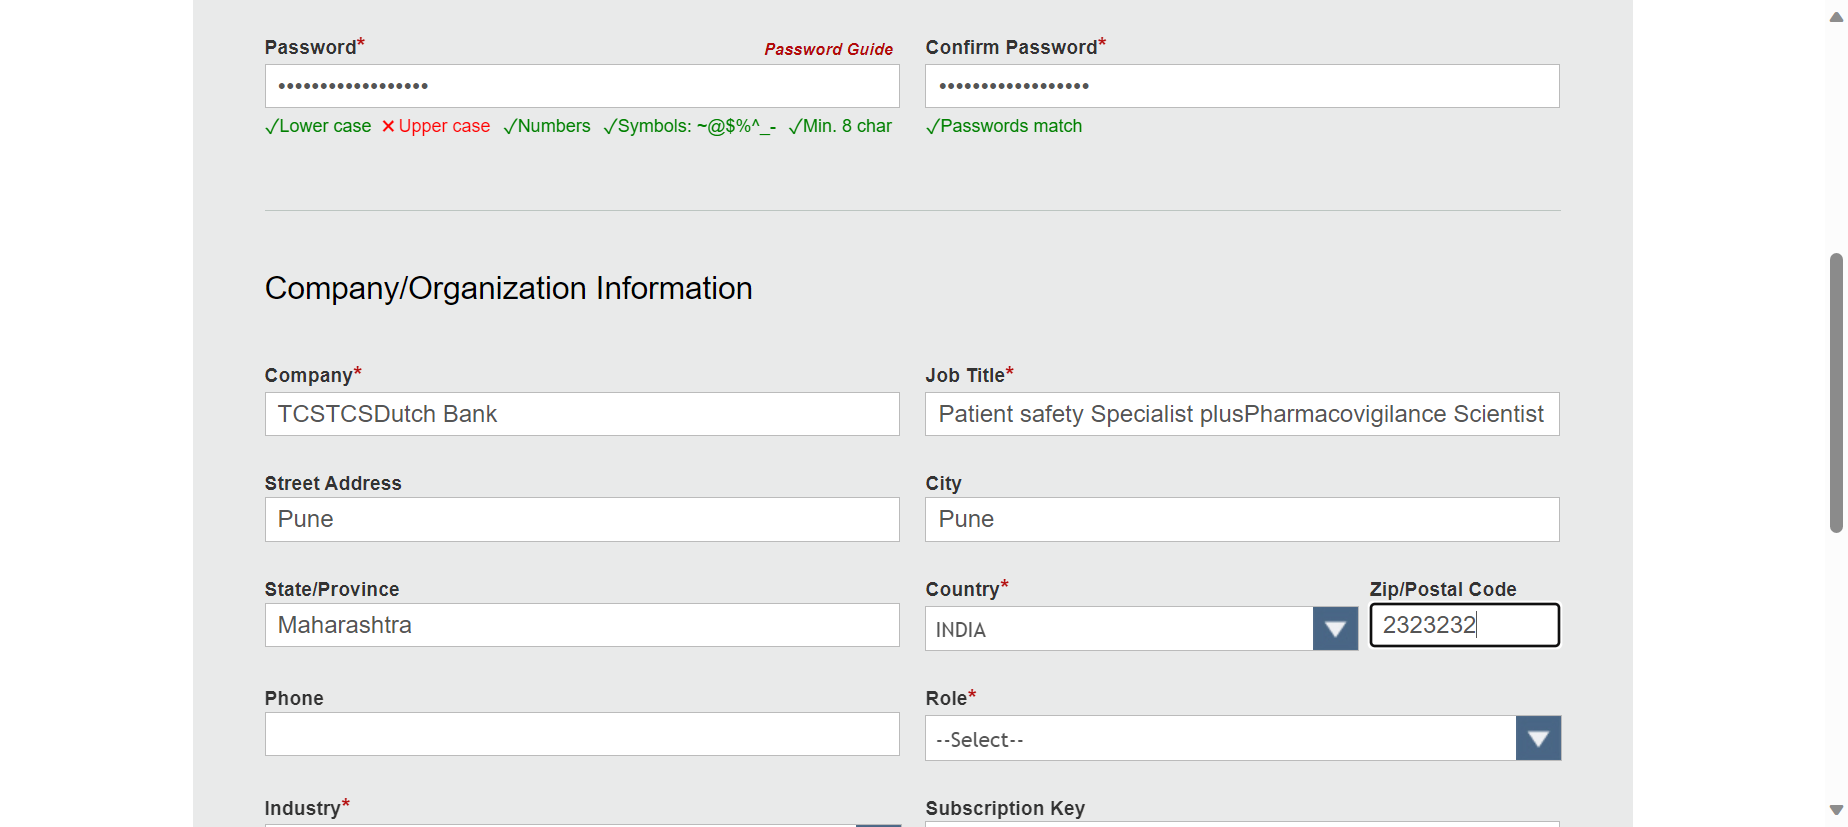 Password* Password Guide Confirm Password*
•••••••••••••••••• ••••••••••••••••••
✓Lower case ✕ Upper case ✓Numbers ✓Symbols: ~@$%^_- ✓Min. 8 char ✓Passwords match
Company/Organization Information
Company* Job Title*
TCSTCSDutch Bank Patient safety Specialist plusPharmacovigilance Scientist
Street Address City
Pune Pune
State/Province Country* Zip/Postal Code
Maharashtra INDIA 2323232
Phone Role*
--Select--
Industry* Subscription Key